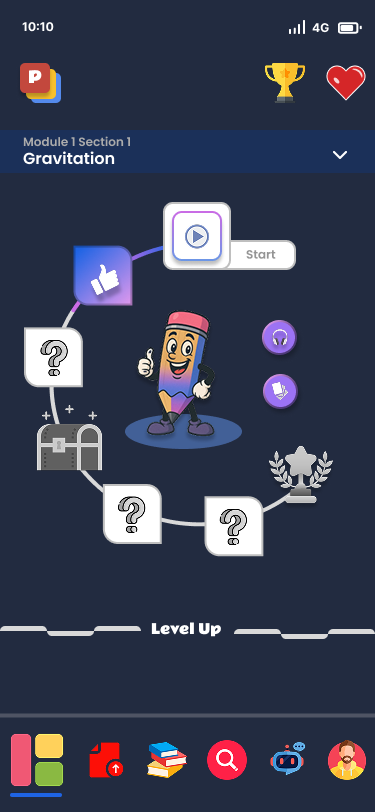 10:10
4G
P
Module 1 Section 1
Gravitation
Start
?
?
?
Level Up